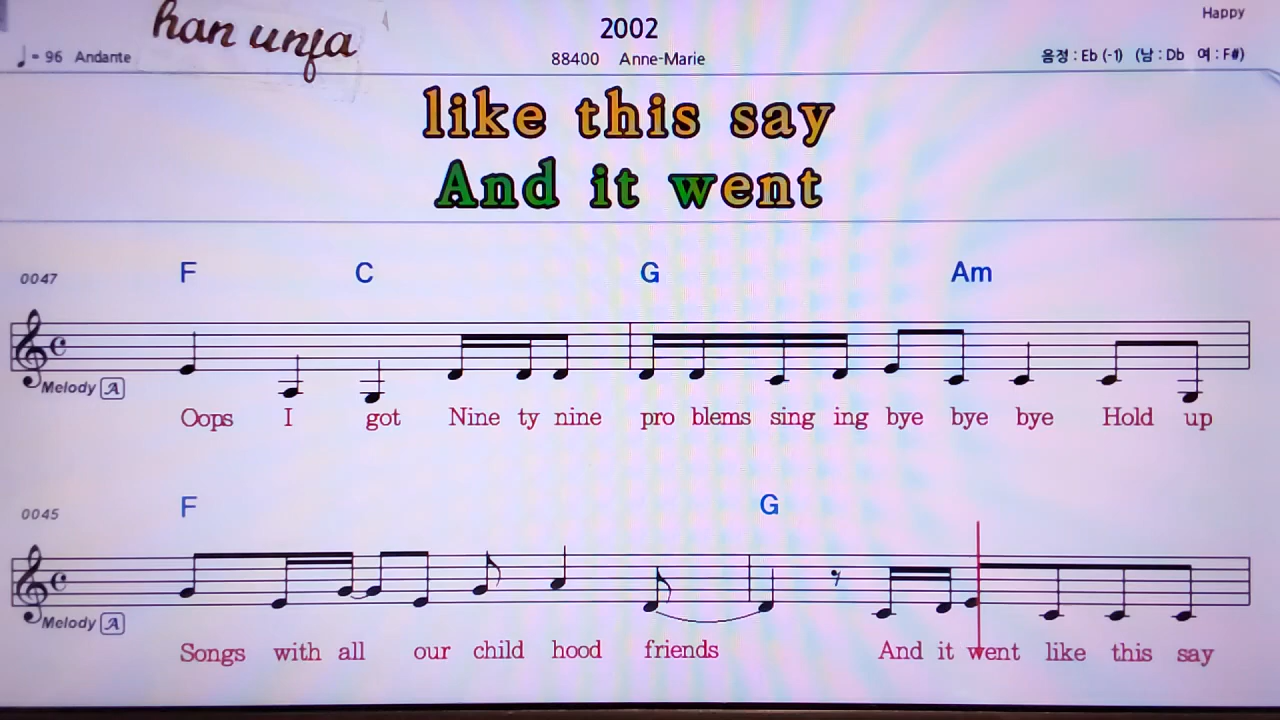 han unfa
2002
Happy
♩= 96 Andante
88400 Anne-Marie
음정 : Eb (-1) (남 : Db 여 : F#)
like this say
And it went
0047
F C G Am
Melody A
Oops I got Nine ty nine pro blems sing ing bye bye bye Hold up
0045
F G
Melody A
Songs with all our child hood friends And it went like this say